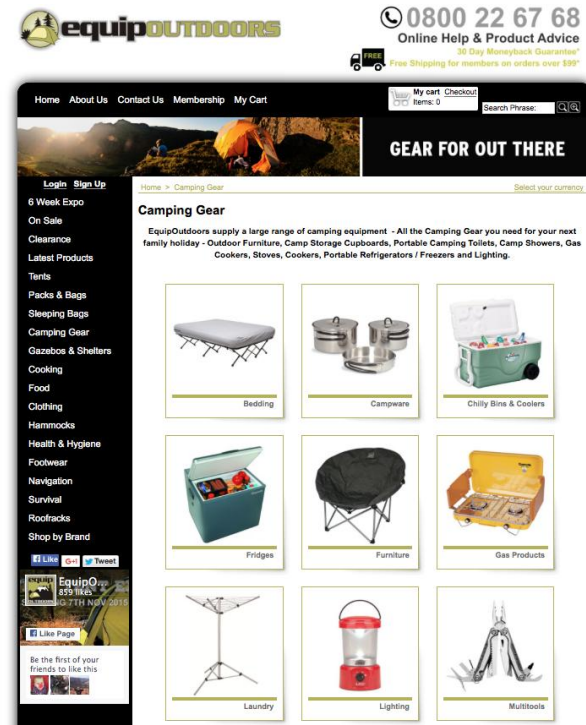 equipOUTDOORS
0800 22 67 68
Online Help & Product Advice
30 Day Moneyback Guarantee*
FREE
Free Shipping for members on orders over $99*
Home About Us Contact Us Membership My Cart
My cart Checkout
Items: 0
Search Phrase:
GEAR FOR OUT THERE
Login Sign Up
6 Week Expo
On Sale
Clearance
Latest Products
Tents
Packs & Bags
Sleeping Bags
Camping Gear
Gazebos & Shelters
Cooking
Food
Clothing
Hammocks
Health & Hygiene
Footwear
Navigation
Survival
Roofracks
Shop by Brand
Like G+1 Tweet
equip
EquipO...
859 likes
7TH NOV 2015
Like Page
Be the first of your
friends to like this
Home > Camping Gear
Select your currency
Camping Gear
EquipOutdoors supply a large range of camping equipment - All the Camping Gear you need for your next
family holiday - Outdoor Furniture, Camp Storage Cupboards, Portable Camping Toilets, Camp Showers, Gas
Cookers, Stoves, Cookers, Portable Refrigerators / Freezers and Lighting.
Bedding
Campware
Chilly Bins & Coolers
Fridges
Furniture
Gas Products
Laundry
Lighting
Multitools